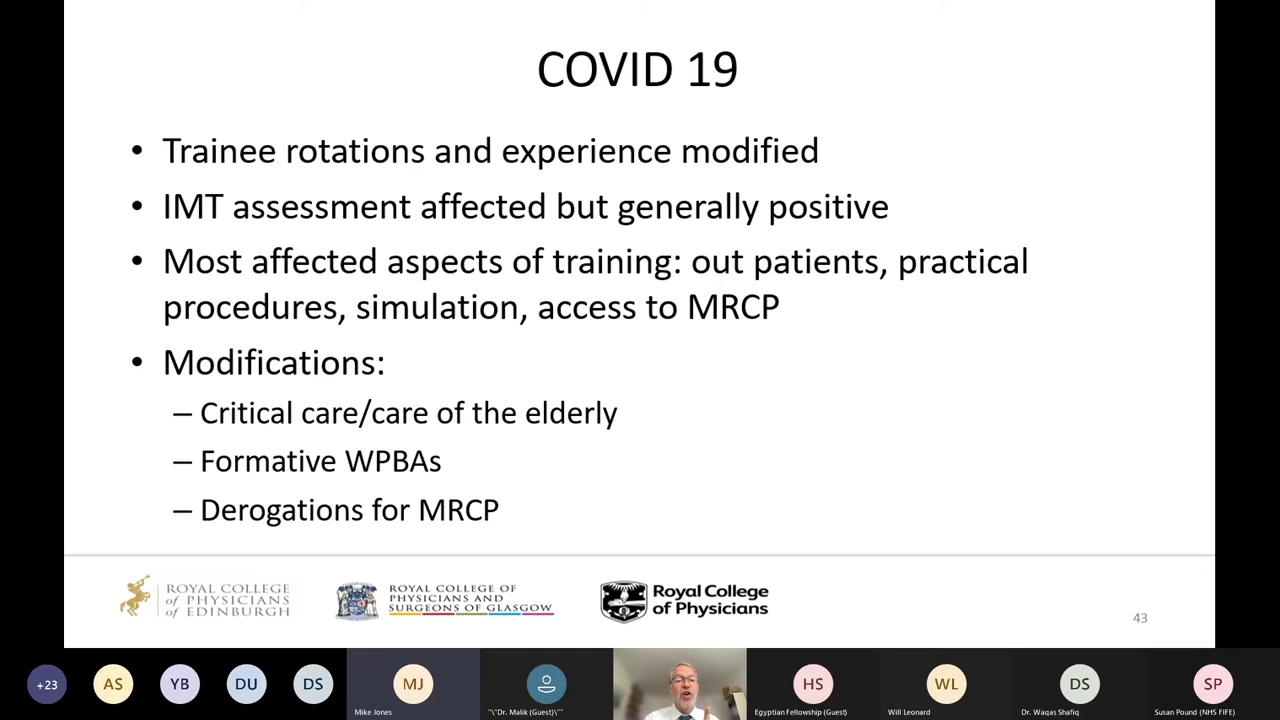 COVID 19
• Trainee rotations and experience modified
• IMT assessment affected but generally positive
• Most affected aspects of training: out patients, practical
procedures, simulation, access to MRCP
• Modifications:
– Critical care/care of the elderly
– Formative WPBAs
– Derogations for MRCP
ROYAL COLLEGE
of PHYSICIANS
of EDINBURGH
ROYAL COLLEGE OF
PHYSICIANS AND
SURGEONS OF GLASGOW
Royal College
of Physicians
43
+23
AS
YB
DU
DS
MJ
HS
WL
DS
SP
Mike Jones
"\"Dr. Malik (Guest)\""
Egyptian Fellowship (Guest)
Will Leonard
Dr. Waqas Shafiq
Susan Pound (NHS FIFE)